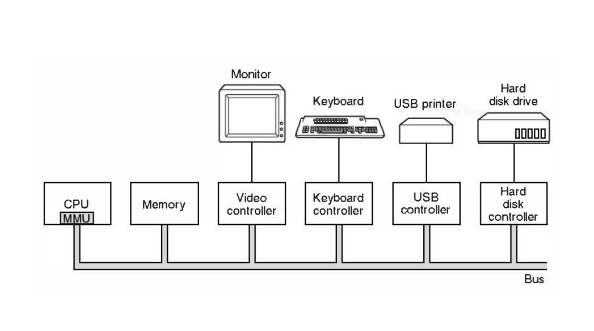 Monitor
Keyboard
USB printer
Hard
disk drive
CPU
MMU
Memory
Video
controller
Keyboard
controller
USB
controller
Hard
disk
controller
Bus